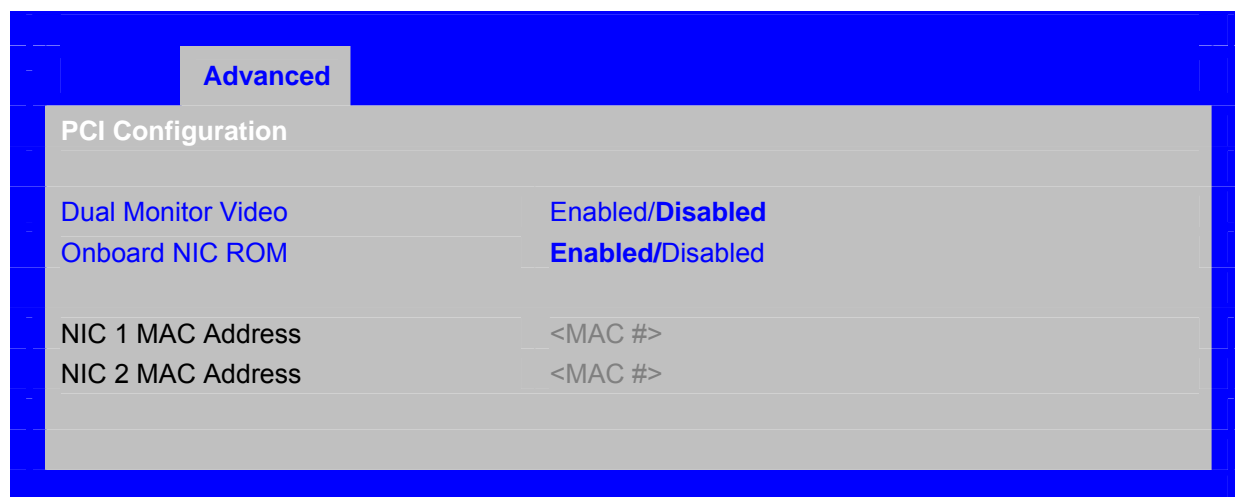 Advanced
PCI Configuration
Dual Monitor Video Enabled/Disabled
Onboard NIC ROM Enabled/Disabled
NIC 1 MAC Address <MAC #>
NIC 2 MAC Address <MAC #>